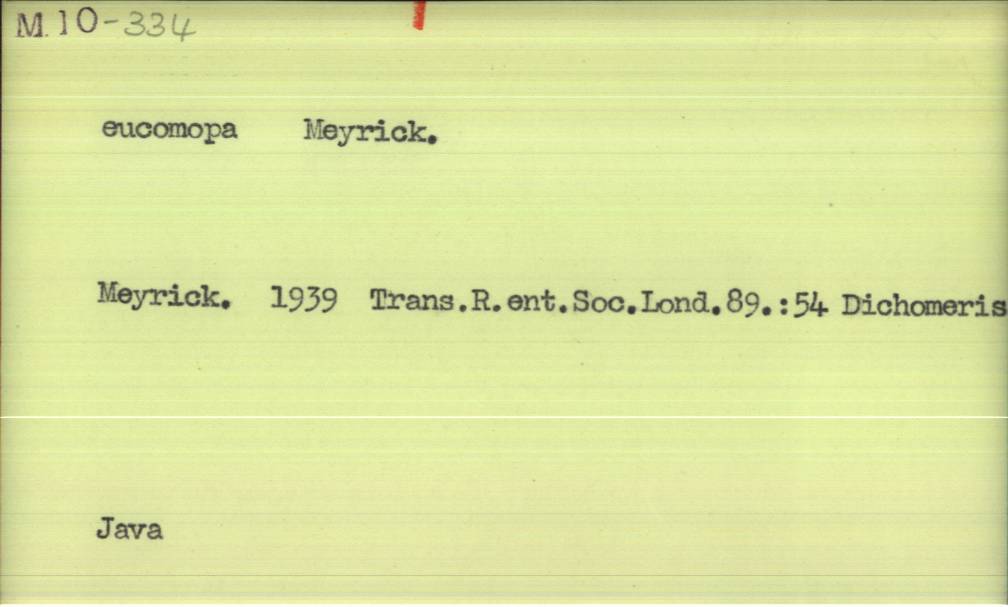 M.10-334
eucomopa Meyrick.
Meyrick. 1939 Trans.R.ent.Soc.Lond.89.:54 Dichomeris
Java